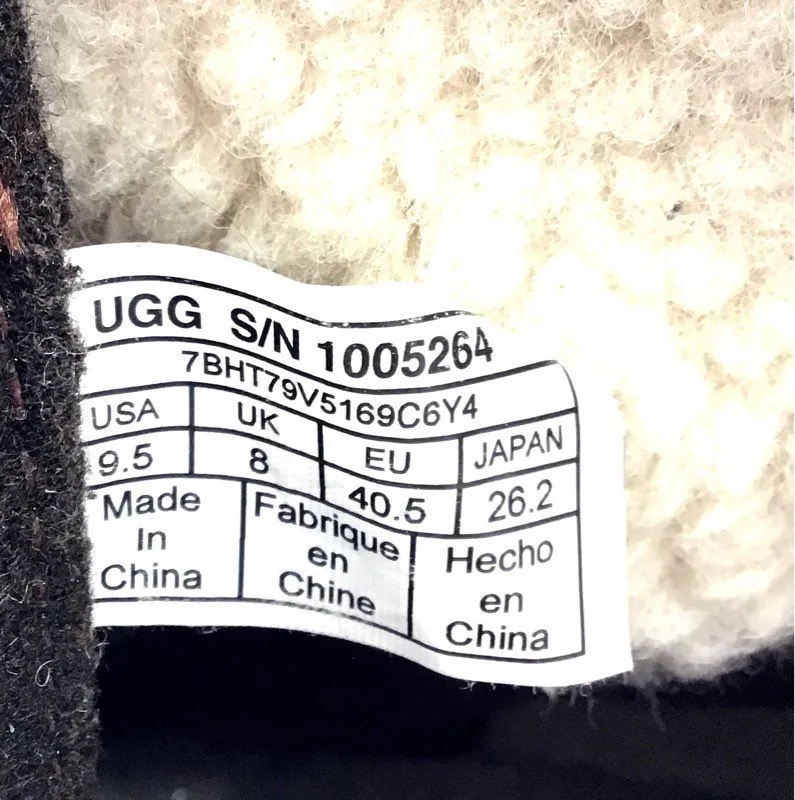 UGG S/N 1005264
7BHT79V5169C6Y4
USA UK EU JAPAN
9.5 8 40.5 26.2
Made In China
Fabrique en Chine
Hecho en China